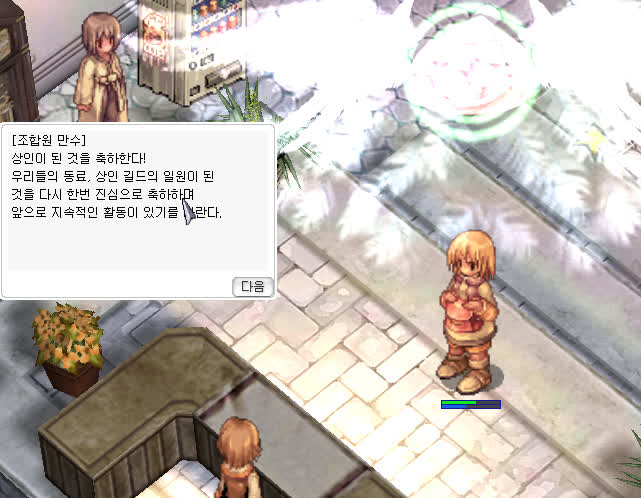 [조합원 만수]
상인이 된 것을 축하한다!
우리들의 동료, 상인 길드의 일원이 된
것을 다시 한번 진심으로 축하하며
앞으로 지속적인 활동이 있기를 란다.
다음